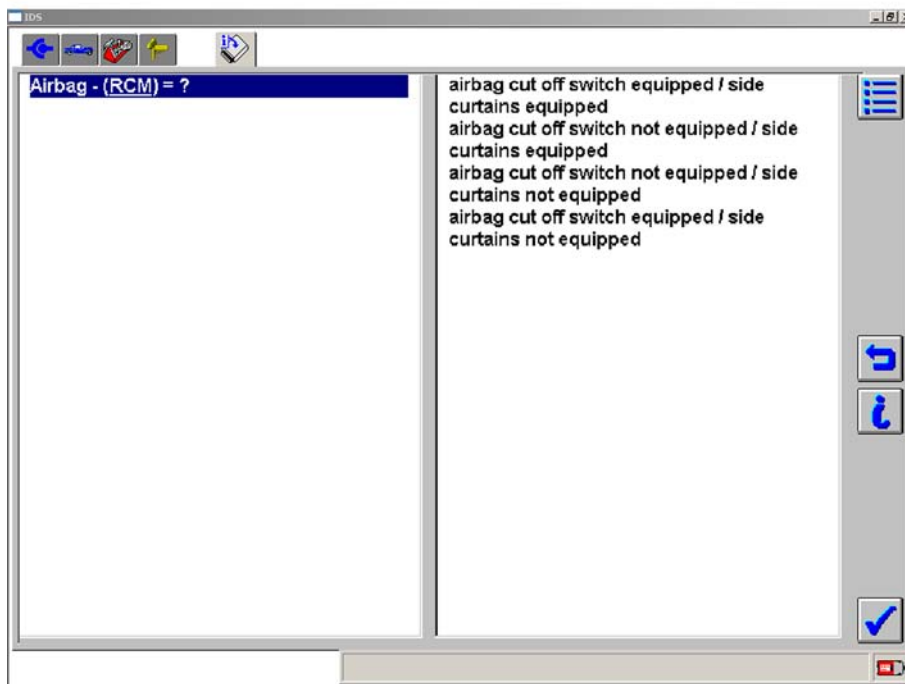 IDS
Airbag - (RCM) = ?
airbag cut off switch equipped / side
curtains equipped
airbag cut off switch not equipped / side
curtains equipped
airbag cut off switch not equipped / side
curtains not equipped
airbag cut off switch equipped / side
curtains not equipped